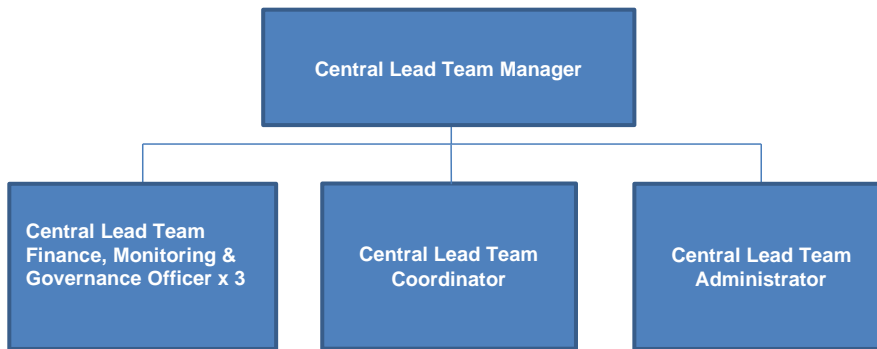 Central Lead Team Manager
Central Lead Team
Finance, Monitoring &
Governance Officer x 3
Central Lead Team
Coordinator
Central Lead Team
Administrator